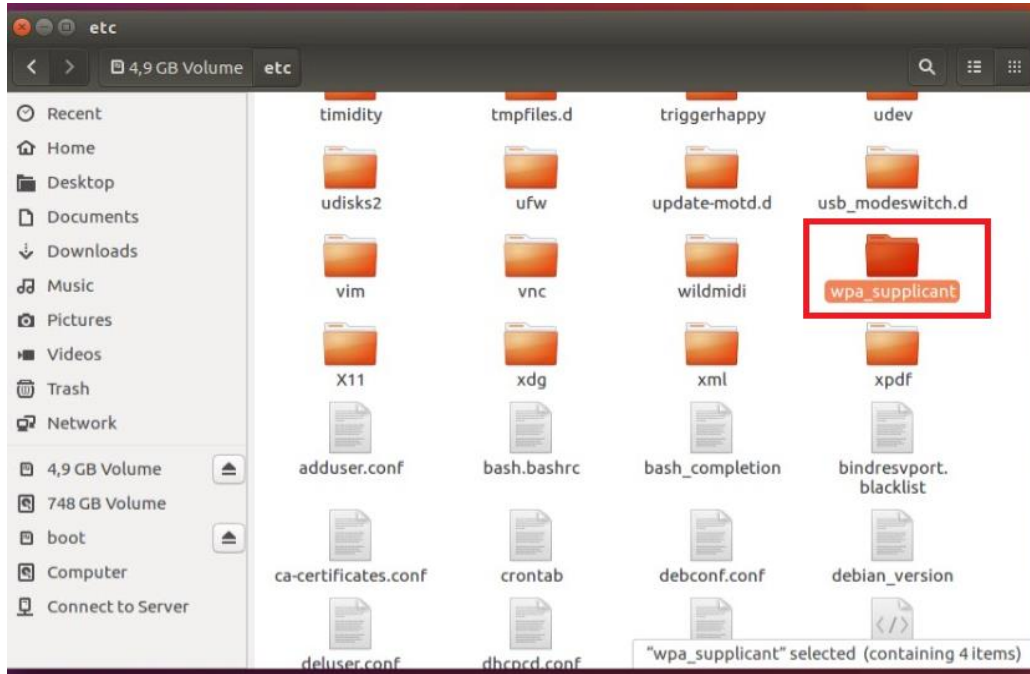 etc
4,9 GB Volume etc
Recent
Home
Desktop
Documents
Downloads
Music
Pictures
Videos
Trash
Network
4,9 GB Volume
748 GB Volume
boot
Computer
Connect to Server
timidity tmpfiles.d triggerhappy udev
udisks2 ufw update-motd.d usb_modeswitch.d
vim vnc wildmidi wpa_supplicant
X11 xdg xml xpdf
adduser.conf bash.bashrc bash_completion bindresvport.
blacklist
ca-certificates.conf crontab debconf.conf debian_version
deluser.conf dhcpcd.conf
"wpa_supplicant" selected (containing 4 items)